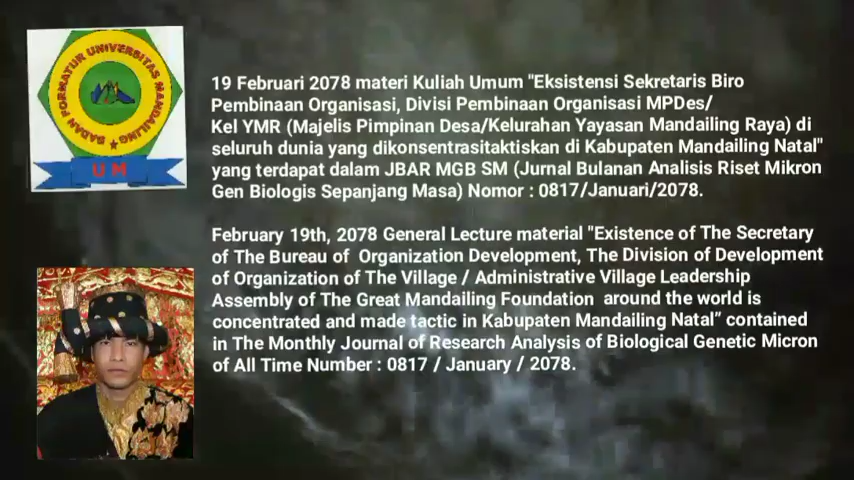 BADAN FORMATUR UNIVERSITAS MANDAILING
UM
19 Februari 2078 materi Kuliah Umum "Eksistensi Sekretaris Biro
Pembinaan Organisasi, Divisi Pembinaan Organisasi MPDes/
Kel YMR (Majelis Pimpinan Desa/Kelurahan Yayasan Mandailing Raya) di
seluruh dunia yang dikonsentrasitaktiskan di Kabupaten Mandailing Natal"
yang terdapat dalam JBAR MGB SM (Jurnal Bulanan Analisis Riset Mikron
Gen Biologis Sepanjang Masa) Nomor : 0817/Januari/2078.
February 19th, 2078 General Lecture material "Existence of The Secretary
of The Bureau of Organization Development, The Division of Development
of Organization of The Village / Administrative Village Leadership
Assembly of The Great Mandailing Foundation around the world is
concentrated and made tactic in Kabupaten Mandailing Natal" contained
in The Monthly Journal of Research Analysis of Biological Genetic Micron
of All Time Number : 0817 / January / 2078.